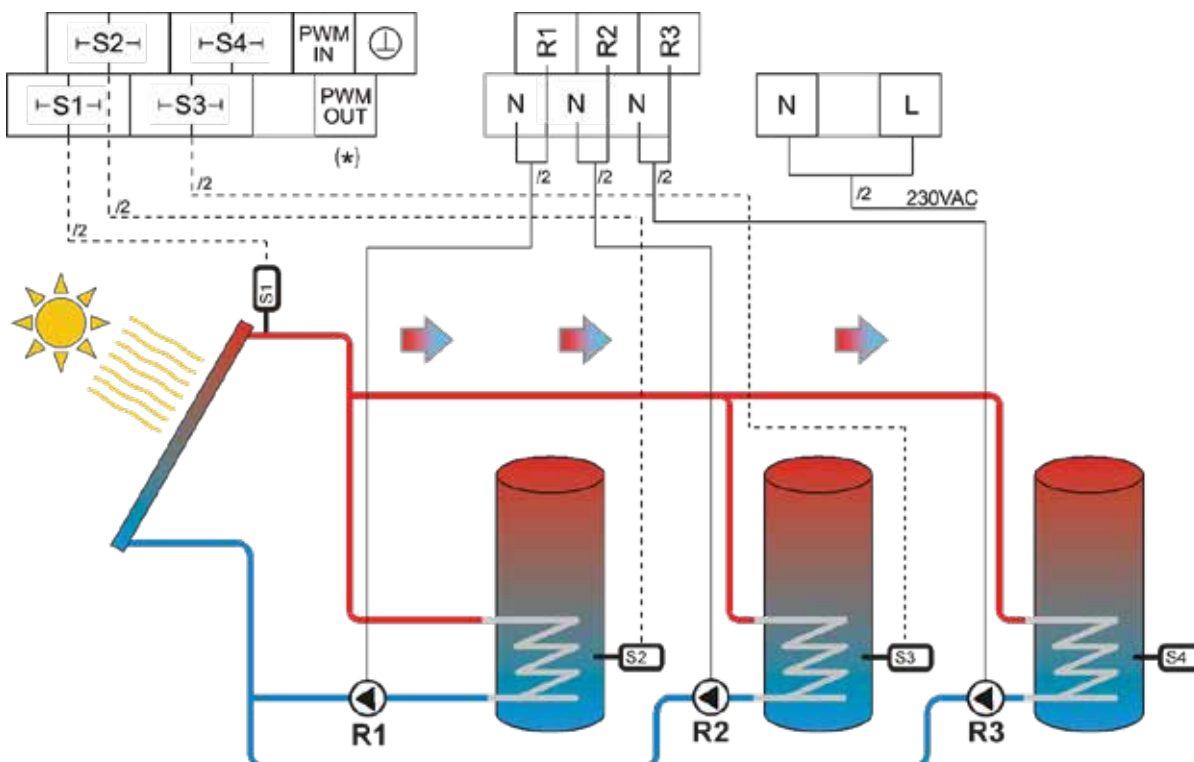 ⊢S2⊣ ⊢S4⊣ PWM IN
⊢S1⊣ ⊢S3⊣ PWM OUT
(*)
R1 R2 R3
N N N
N L
/2 /2 /2 /2 230VAC
/2 /2
/2
S1
S2 S3 S4
R1 R2 R3